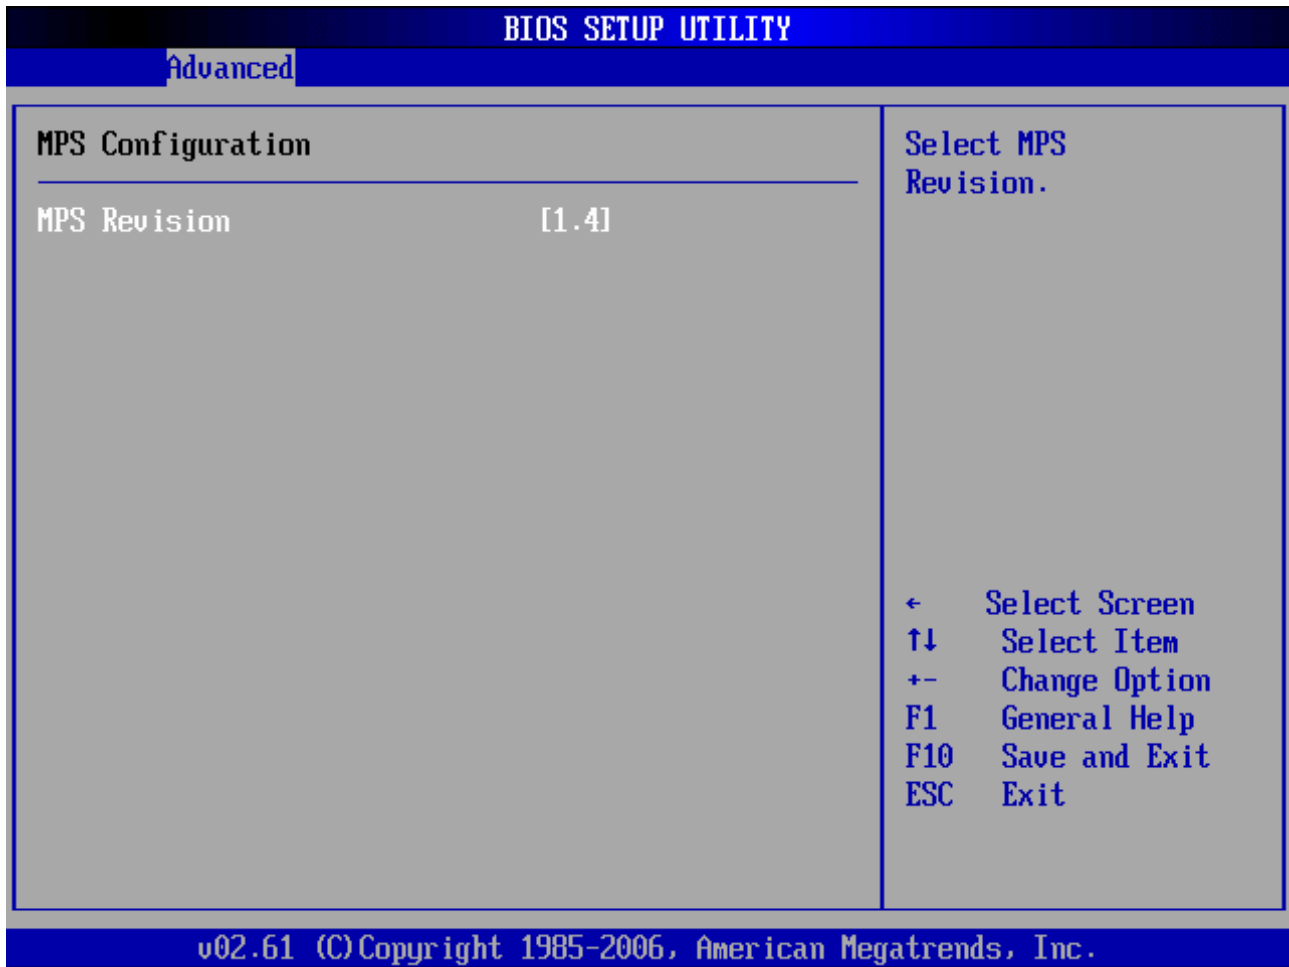 BIOS SETUP UTILITY
Advanced
MPS Configuration
MPS Revision [1.4]
Select MPS
Revision.
← Select Screen
↑↓ Select Item
+- Change Option
F1 General Help
F10 Save and Exit
ESC Exit
v02.61 (C)Copyright 1985-2006, American Megatrends, Inc.